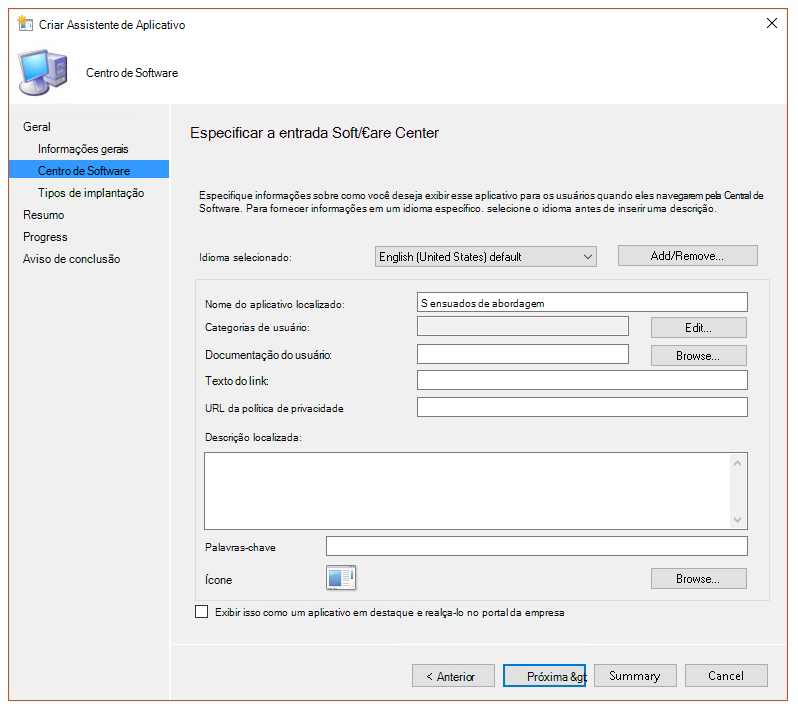 Criar Assistente de Aplicativo
Centro de Software
Geral
Informações gerais
Centro de Software
Tipos de implantação
Resumo
Progress
Aviso de conclusão
Especificar a entrada Soft/€are Center
Especifique informações sobre como você deseja exibir esse aplicativo para os usuários quando eles navegarem pela Central de
Software. Para fornecer informações em um idioma específico. selecione o idioma antes de inserir uma descrição.
Idioma selecionado:
English (United States) default
Add/Remove...
Nome do aplicativo localizado:
S ensuados de abordagem
Categorias de usuário:
Edit...
Documentação do usuário:
Browse...
Texto do link:
URL da política de privacidade
Descrição localizada:
Palavras-chave
Ícone
Browse...
Exibir isso como um aplicativo em destaque e realça-lo no portal da empresa
< Anterior
Próxima &gt
Summary
Cancel